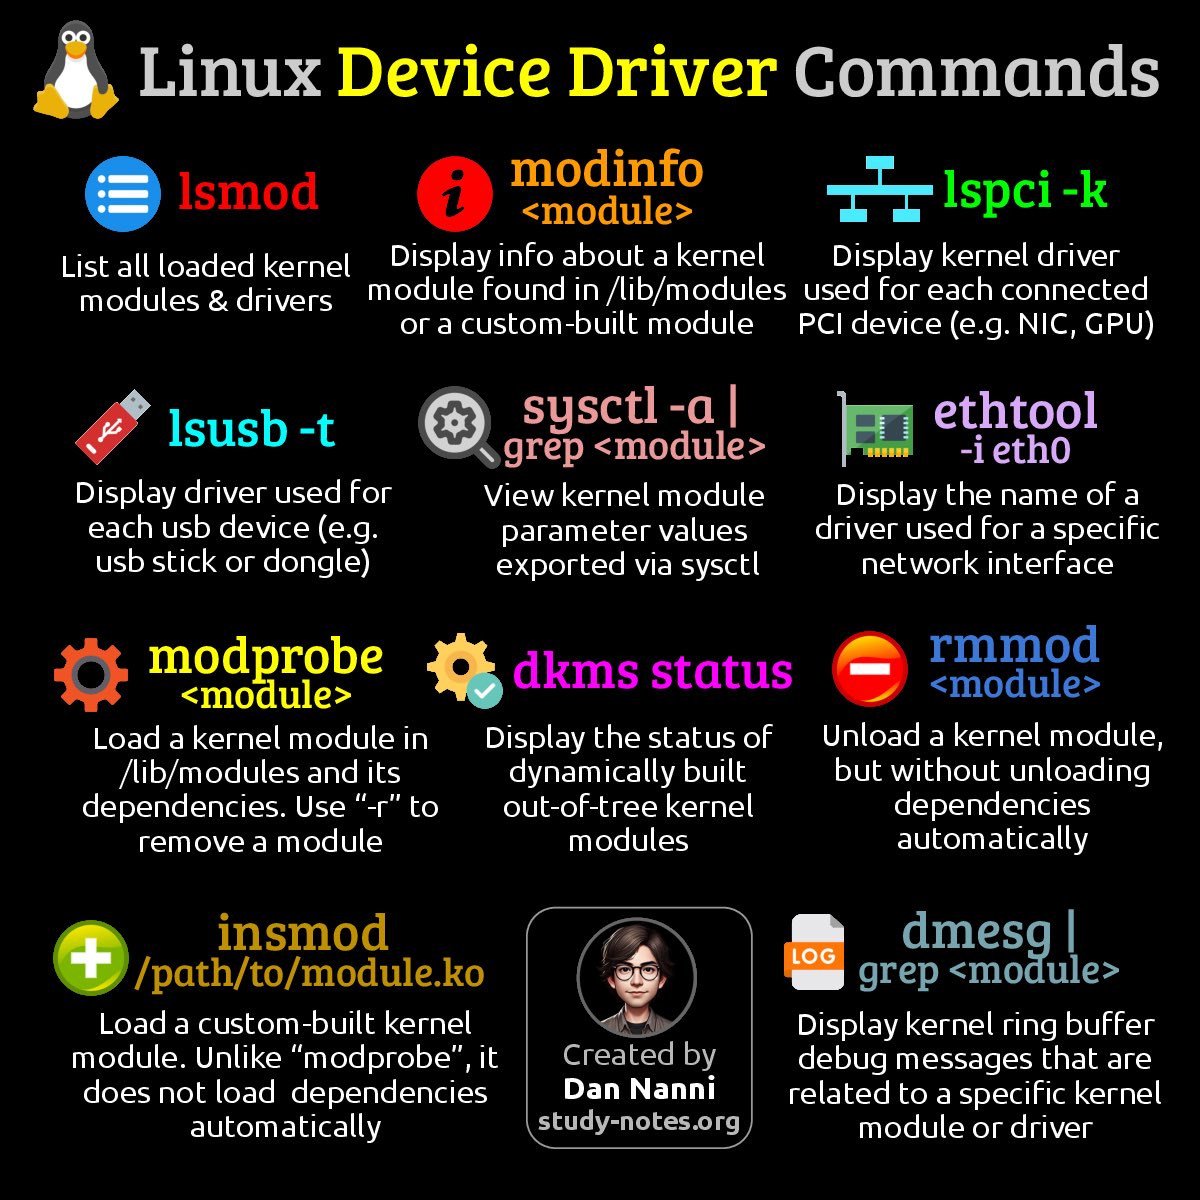 Linux Device Driver Commands
lsmod
List all loaded kernel
modules & drivers
modinfo
<module>
Display info about a kernel
module found in /lib/modules
or a custom-built module
lspci -k
Display kernel driver
used for each connected
PCI device (e.g. NIC, GPU)
lsusb -t
Display driver used for
each usb device (e.g.
usb stick or dongle)
sysctl -a |
grep <module>
View kernel module
parameter values
exported via sysctl
ethtool
-i eth0
Display the name of a
driver used for a specific
network interface
modprobe
<module>
Load a kernel module in
/lib/modules and its
dependencies. Use “-r” to
remove a module
dkms status
Display the status of
dynamically built
out-of-tree kernel
modules
rmmod
<module>
Unload a kernel module,
but without unloading
dependencies
automatically
insmod
/path/to/module.ko
Load a custom-built kernel
module. Unlike “modprobe”, it
does not load dependencies
automatically
Created by
Dan Nanni
study-notes.org
LOG
dmesg |
grep <module>
Display kernel ring buffer
debug messages that are
related to a specific kernel
module or driver